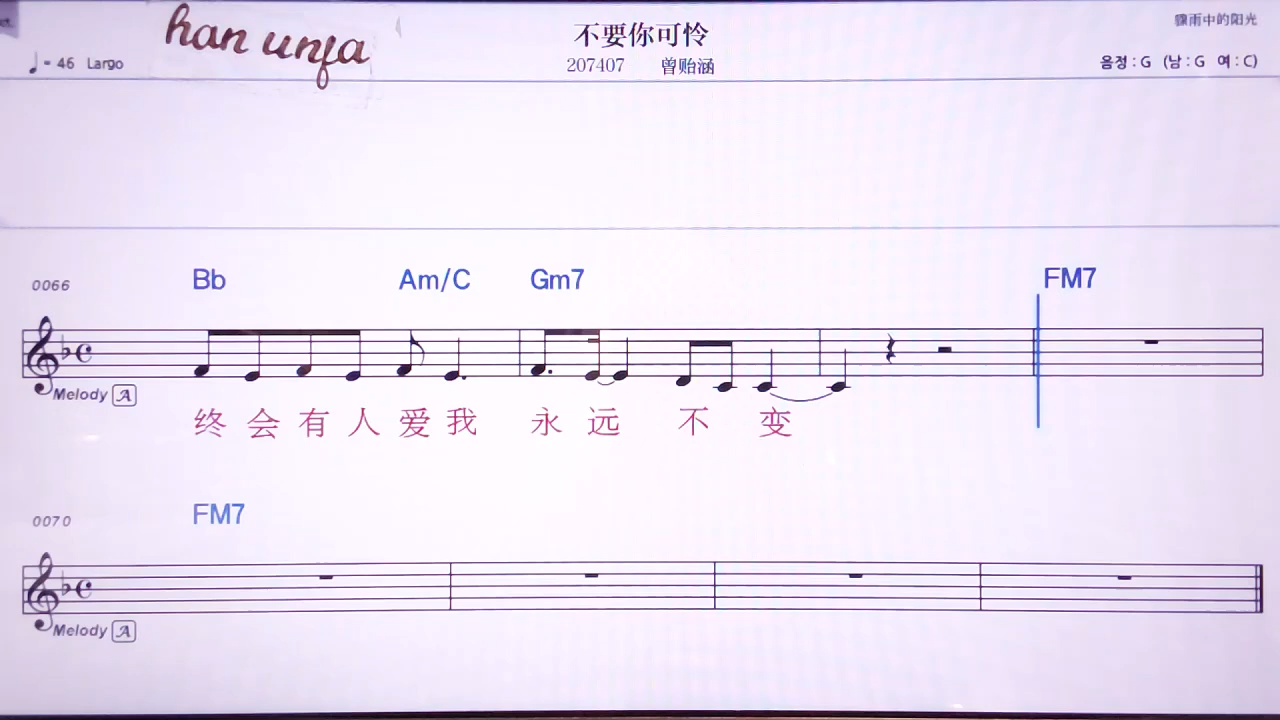 han unfa
不要你可怜
骤雨中的阳光
♩= 46 Largo
207407 曾贻涵
음정 : G (남 : G 여 : C)
0066 Bb Am/C Gm7 FM7
Melody A
终会有人爱我 永远 不 变
0070 FM7
Melody A